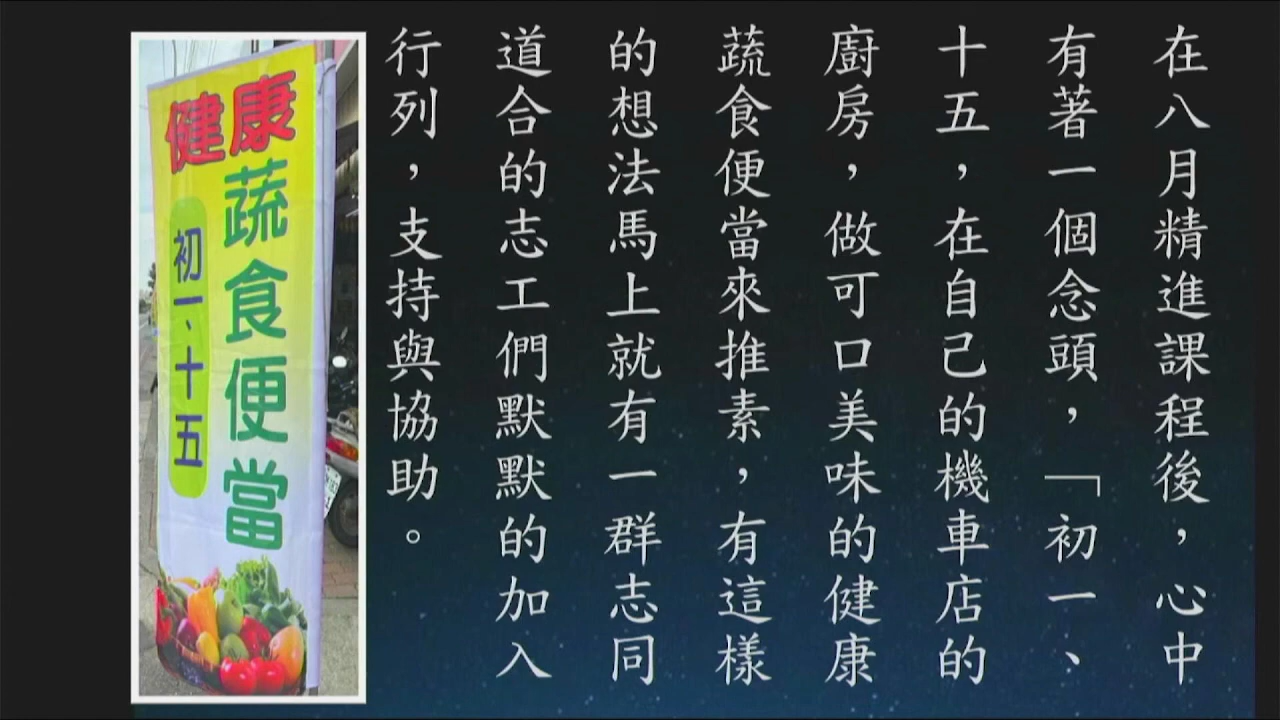 在八月精進課程後，心中
有著一個念頭，「初一、
十五，在自己的機車店的
廚房，做可口美味的健康
蔬食便當來推素，有這樣
的想法馬上就有一群志同
道合的志工們默默的加入
行列，支持與協助。
健康
蔬食便當
初一、十五